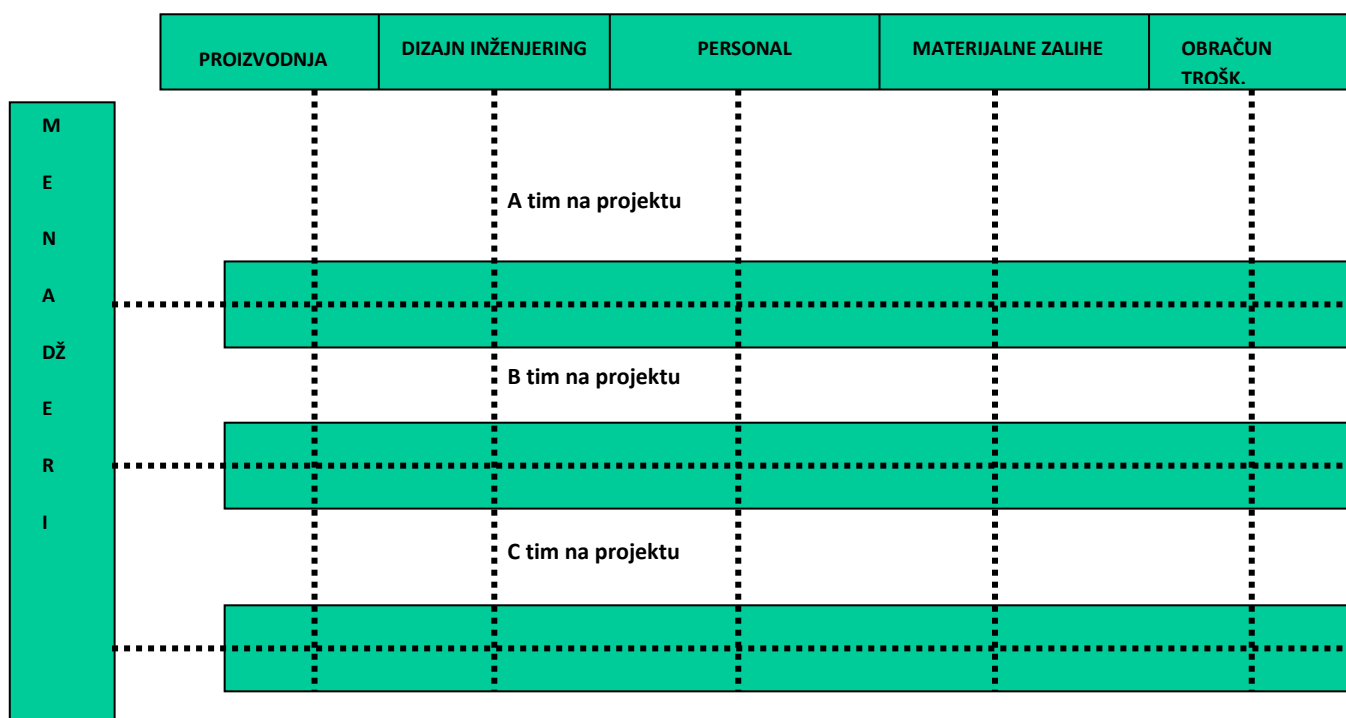 PROIZVODNJA
DIZAJN INŽENJERING
PERSONAL
MATERIJALNE ZALIHE
OBRAČUN
TROŠK.
M
E
N
A
DŽ
E
R
I
A tim na projektu
B tim na projektu
C tim na projektu